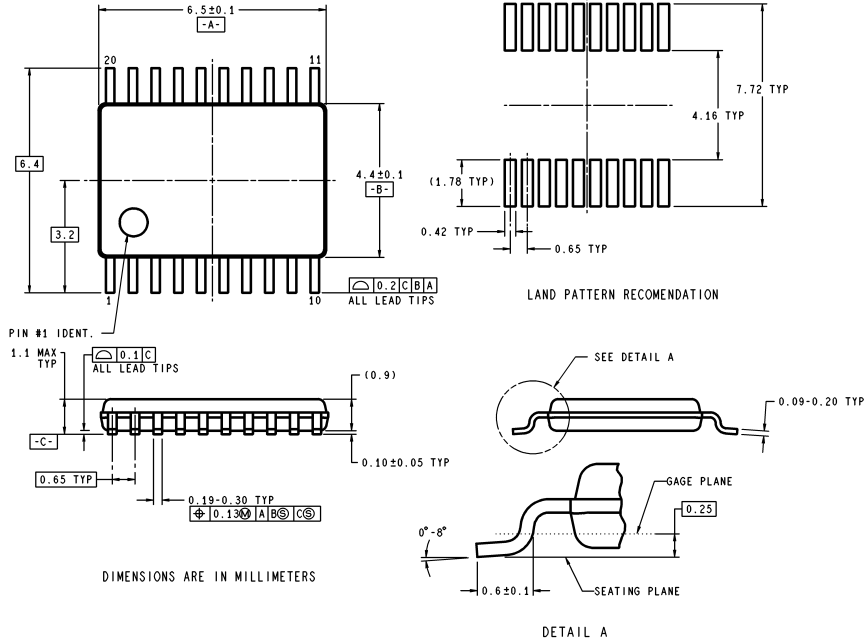 6.5±0.1
-A-
20
11
6.4
3.2
4.4±0.1
-B-
1
10
⌓ 0.2 C B A
ALL LEAD TIPS
PIN #1 IDENT.
7.72 TYP
4.16 TYP
(1.78 TYP)
0.42 TYP
0.65 TYP
LAND PATTERN RECOMENDATION
1.1 MAX
TYP
⌓ 0.1 C
ALL LEAD TIPS
(0.9)
-C-
0.10±0.05 TYP
0.65 TYP
0.19-0.30 TYP
⌖ 0.13Ⓜ A BⓈ CⓈ
DIMENSIONS ARE IN MILLIMETERS
SEE DETAIL A
0.09-0.20 TYP
GAGE PLANE
0.25
0°-8°
0.6±0.1
SEATING PLANE
DETAIL A